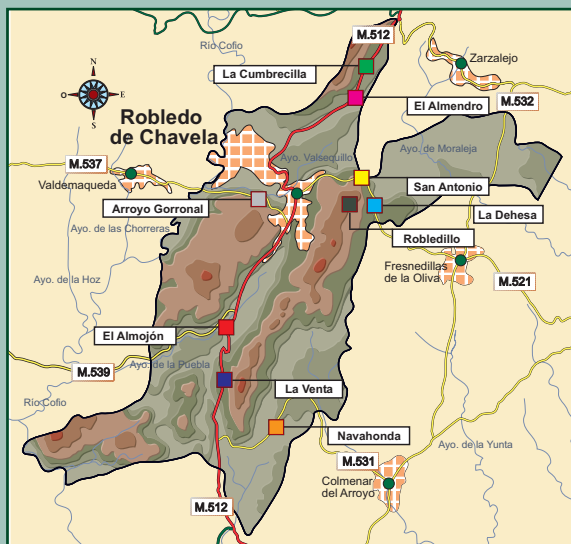 M.512
Río Cofio
Zarzalejo
La Cumbrecilla
N
O
E
S
El Almendro
M.532
Robledo
de Chavela
Ayo. Valsequillo
Ayo. de Moraleja
M.537
Valdemaqueda
San Antonio
Arroyo Gorronal
La Dehesa
Ayo. de las Chorreras
Robledillo
Fresnedillas
de la Oliva
Ayo. de la Hoz
M.521
El Almojón
Ayo. de la Puebla
M.539
La Venta
Río Cofio
Navahonda
Ayo. de la Yunta
M.531
Colmenar
del Arroyo
M.512